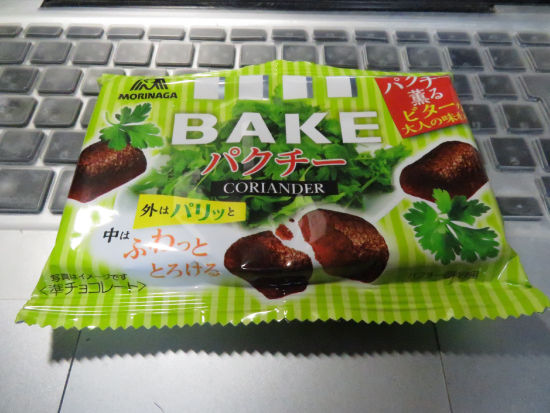 MORINAGA
パクチー
薫る
ビターな
大人の味わ
BAKE
パクチー
CORIANDER
外はパリッと
中はふわっと
とろける
写真はイメージです
<準チョコレート>